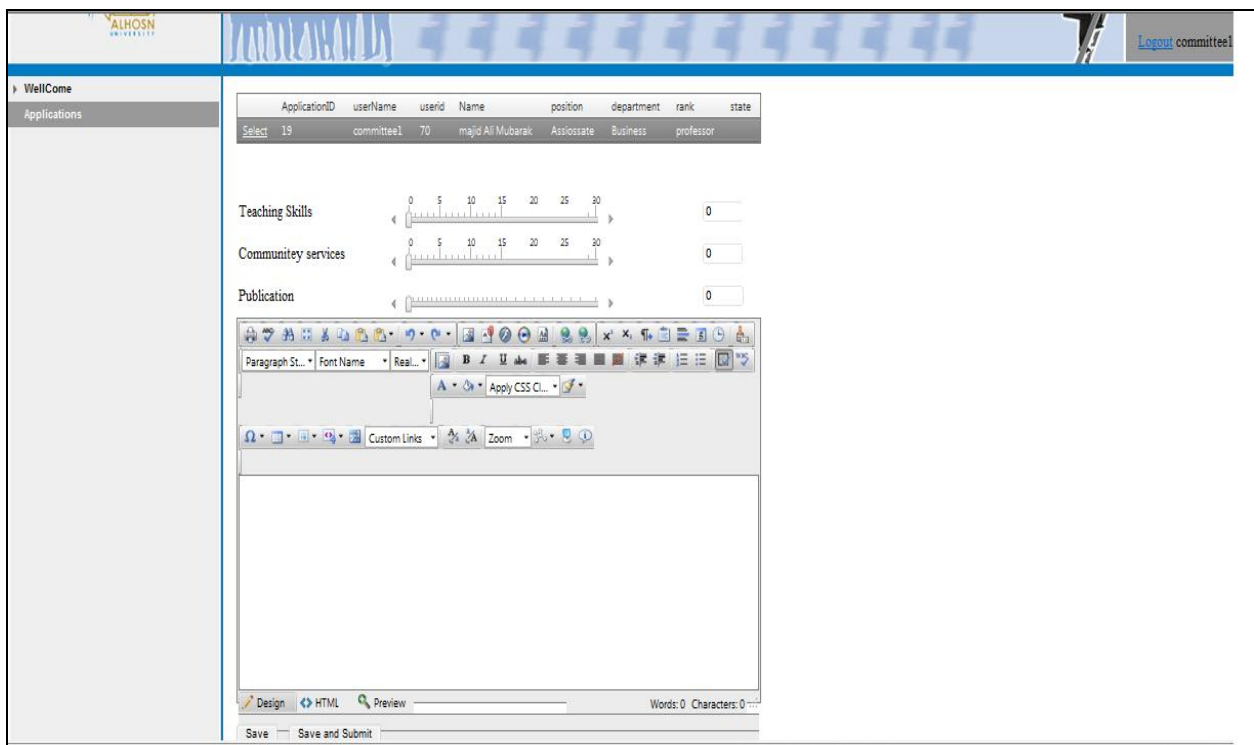 ALHOSN
UNIVERSITY
Logout committee1
WellCome
Applications
ApplicationID userName userid Name position department rank state
Select 19 committee1 70 majid Ali Mubarak Assiossate Business professor
0 5 10 15 20 25 30
Teaching Skills 0
0 5 10 15 20 25 30
Communitey services 0
Publication 0
Paragraph St... Font Name Real... B I U abc
A Apply CSS Cl...
Ω Custom Links Zoom
Design HTML Preview Words: 0 Characters: 0
Save Save and Submit